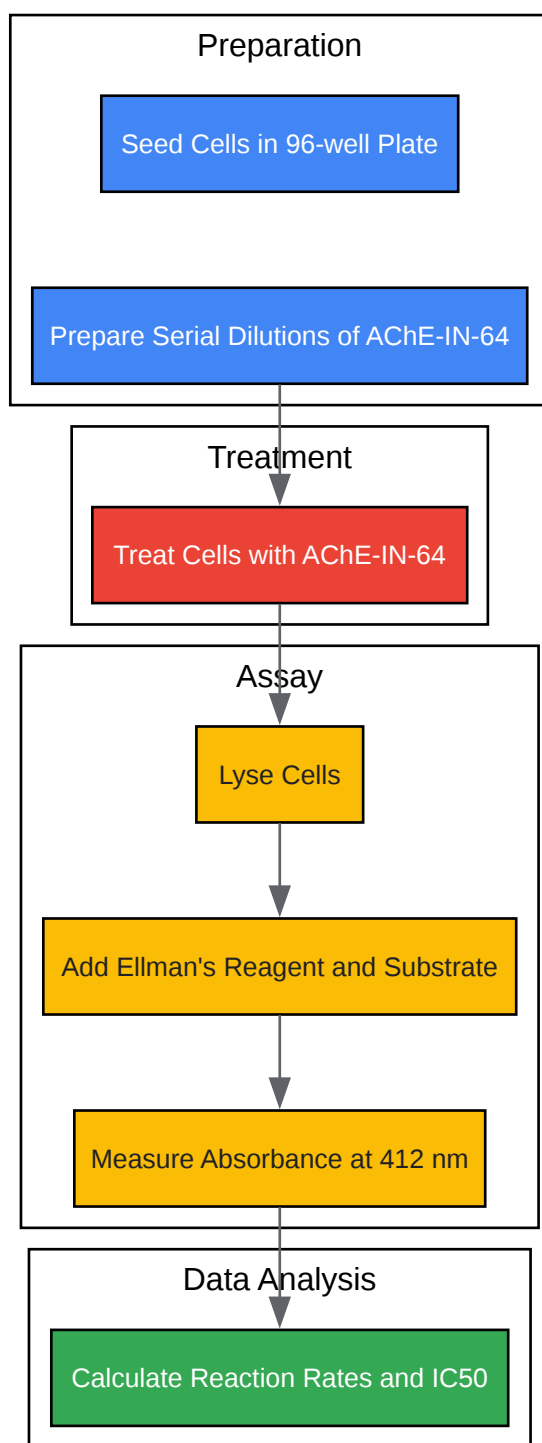 Preparation
Seed Cells in 96-well Plate
Prepare Serial Dilutions of AChE-IN-64
Treatment
Treat Cells with AChE-IN-64
Assay
Lyse Cells
Add Ellman's Reagent and Substrate
Measure Absorbance at 412 nm
Data Analysis
Calculate Reaction Rates and IC50